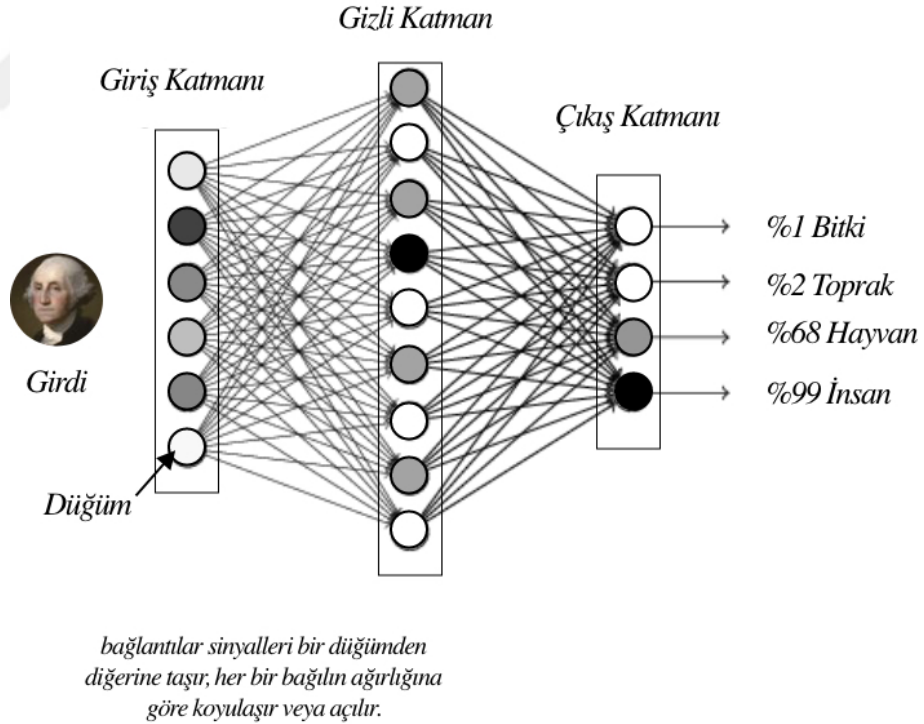 Gizli Katman
Giriş Katmanı
Çıkış Katmanı
%1 Bitki
%2 Toprak
%68 Hayvan
%99 İnsan
Girdi
Düğüm
bağlantılar sinyalleri bir düğümden
diğerine taşır, her bir bağılın ağırlığına
göre koyulaşır veya açılır.